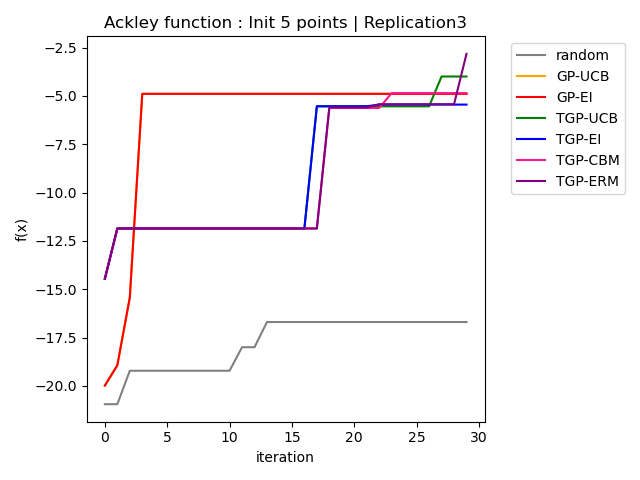 Ackley function : Init 5 points | Replication3
−2.5
−5.0
−7.5
−10.0
−12.5
−15.0
−17.5
−20.0
f(x)
0 5 10 15 20 25 30
iteration
random
GP-UCB
GP-EI
TGP-UCB
TGP-EI
TGP-CBM
TGP-ERM